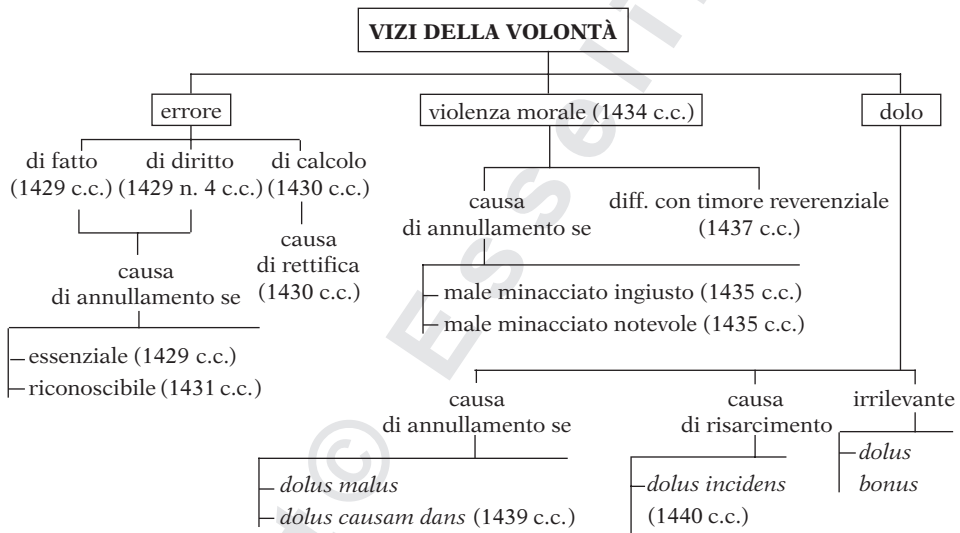 VIZI DELLA VOLONTÀ
errore
violenza morale (1434 c.c.)
dolo
di fatto
(1429 c.c.)
di diritto
(1429 n. 4 c.c.)
di calcolo
(1430 c.c.)
causa
di annullamento se
essenziale (1429 c.c.)
riconoscibile (1431 c.c.)
causa
di rettifica
(1430 c.c.)
causa
di annullamento se
male minacciato ingiusto (1435 c.c.)
male minacciato notevole (1435 c.c.)
diff. con timore reverenziale
(1437 c.c.)
causa
di annullamento se
dolus malus
dolus causam dans (1439 c.c.)
causa
di risarcimento
dolus incidens
(1440 c.c.)
irrilevante
dolus
bonus